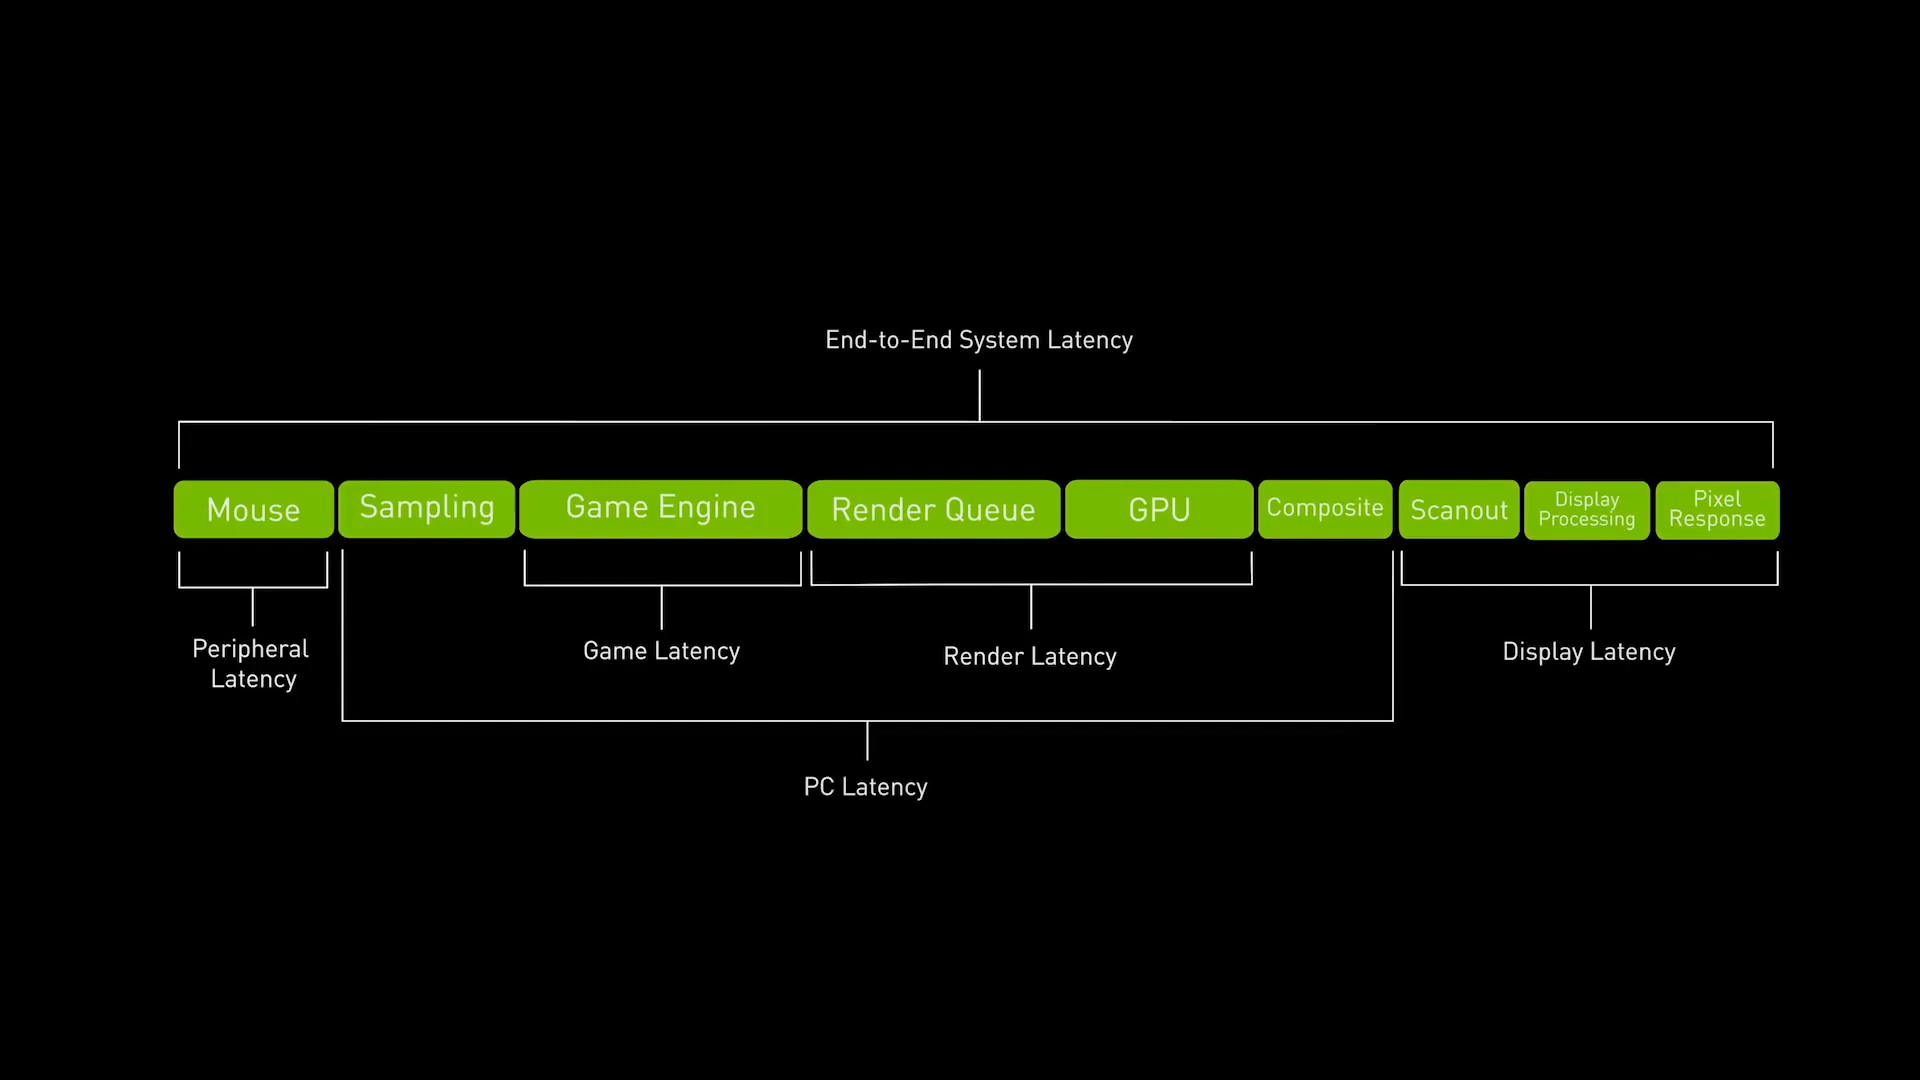 End-to-End System Latency
Mouse
Sampling
Game Engine
Render Queue
GPU
Composite
Scanout
Display
Processing
Pixel
Response
Peripheral
Latency
Game Latency
Render Latency
Display Latency
PC Latency